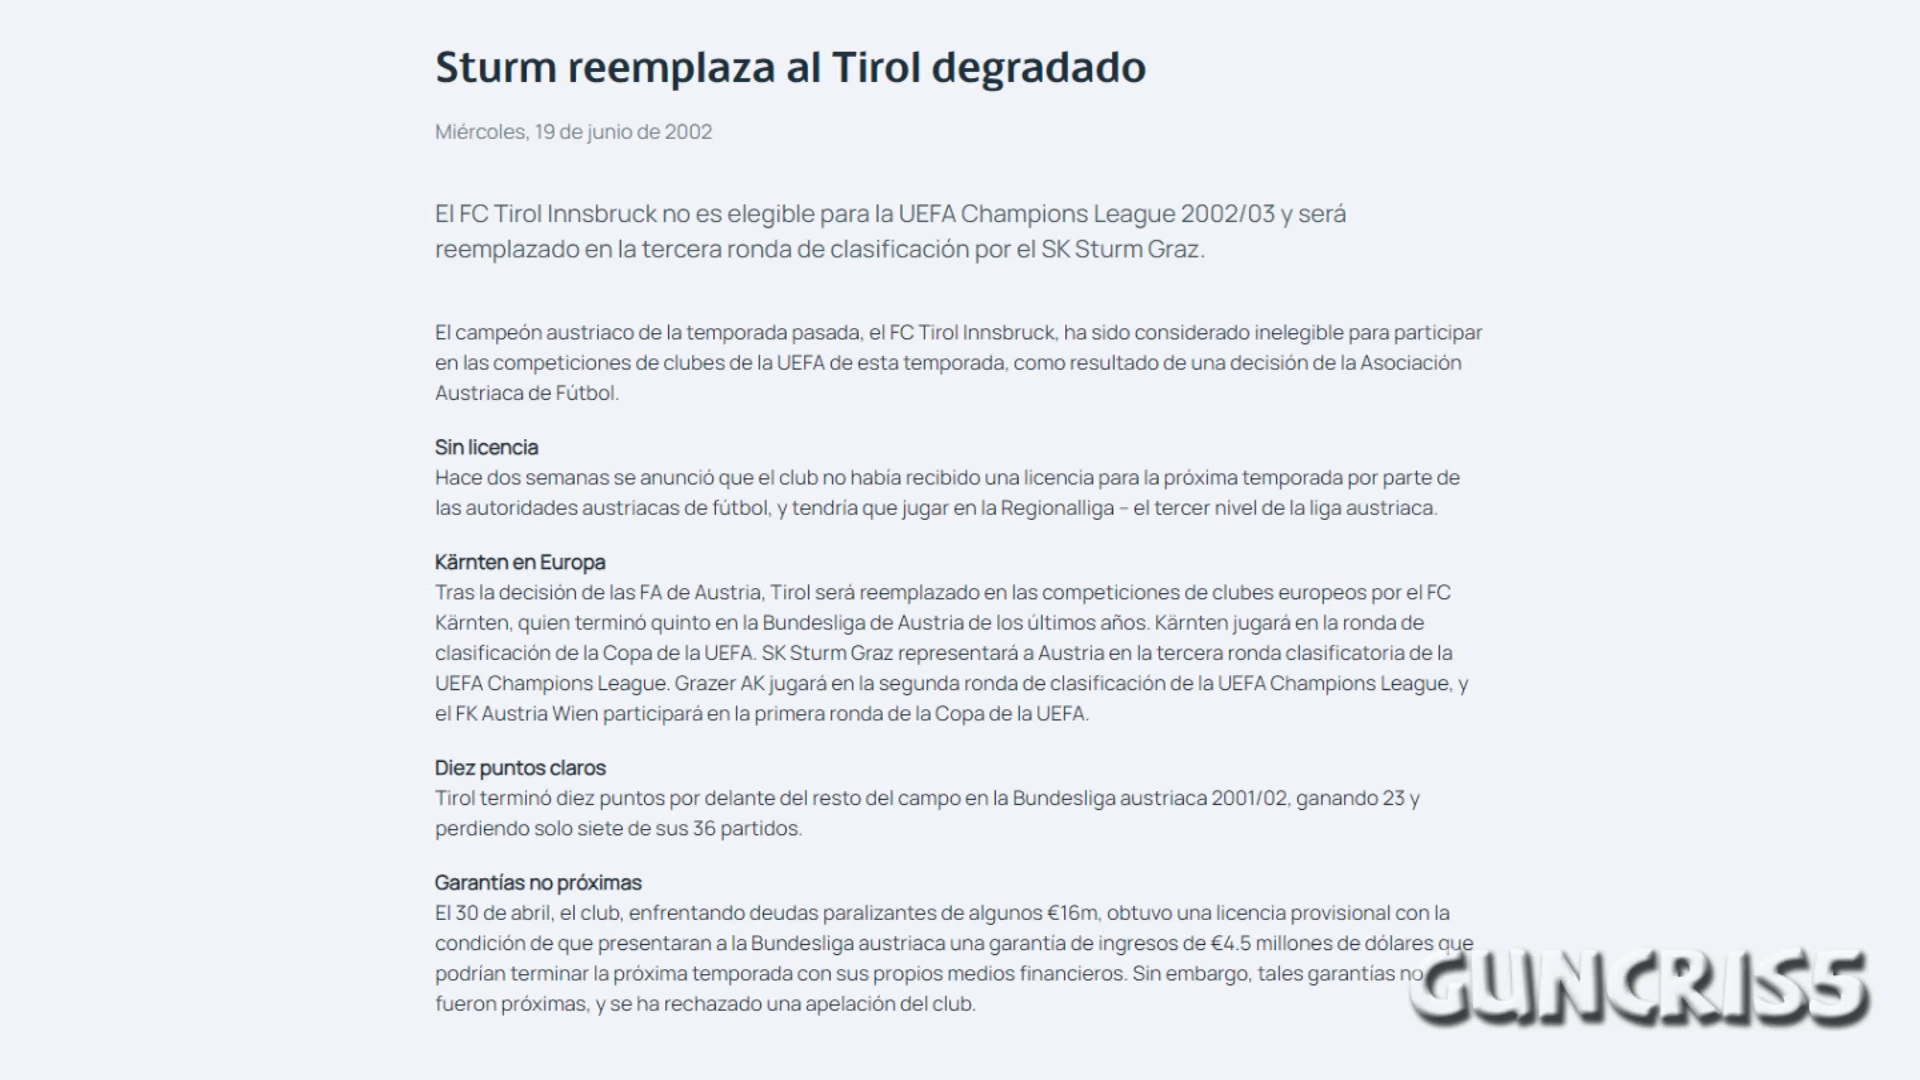 Sturm reemplaza al Tirol degradado
Miércoles, 19 de junio de 2002
El FC Tirol Innsbruck no es elegible para la UEFA Champions League 2002/03 y será
reemplazado en la tercera ronda de clasificación por el SK Sturm Graz.
El campeón austriaco de la temporada pasada, el FC Tirol Innsbruck, ha sido considerado inelegible para participar
en las competiciones de clubes de la UEFA de esta temporada, como resultado de una decisión de la Asociación
Austriaca de Fútbol.
Sin licencia
Hace dos semanas se anunció que el club no había recibido una licencia para la próxima temporada por parte de
las autoridades austriacas de fútbol, y tendría que jugar en la Regionalliga – el tercer nivel de la liga austriaca.
Kärnten en Europa
Tras la decisión de las FA de Austria, Tirol será reemplazado en las competiciones de clubes europeos por el FC
Kärnten, quien terminó quinto en la Bundesliga de Austria de los últimos años. Kärnten jugará en la ronda de
clasificación de la Copa de la UEFA. SK Sturm Graz representará a Austria en la tercera ronda clasificatoria de la
UEFA Champions League. Grazer AK jugará en la segunda ronda de clasificación de la UEFA Champions League, y
el FK Austria Wien participará en la primera ronda de la Copa de la UEFA.
Diez puntos claros
Tirol terminó diez puntos por delante del resto del campo en la Bundesliga austriaca 2001/02, ganando 23 y
perdiendo solo siete de sus 36 partidos.
Garantías no próximas
El 30 de abril, el club, enfrentando deudas paralizantes de algunos €16m, obtuvo una licencia provisional con la
condición de que presentaran a la Bundesliga austriaca una garantía de ingresos de €4.5 millones de dólares que
podrían terminar la próxima temporada con sus propios medios financieros. Sin embargo, tales garantías no
fueron próximas, y se ha rechazado una apelación del club.
GUNCRIS5